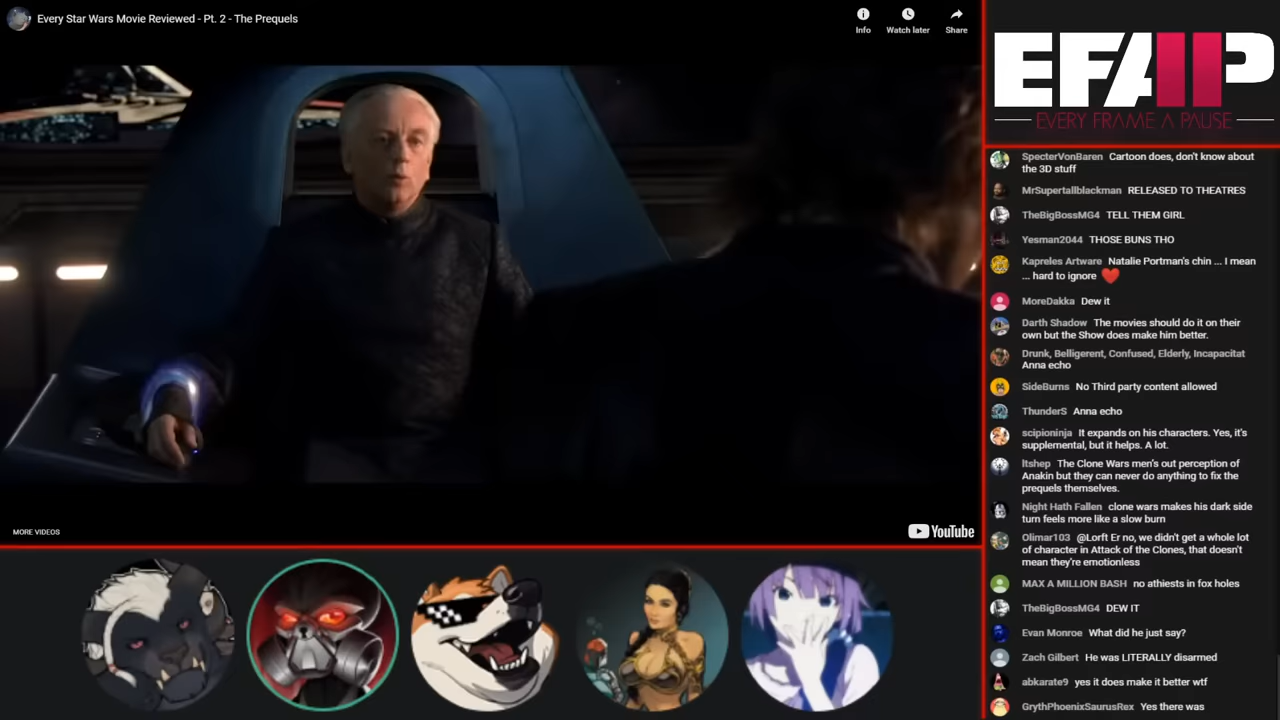 Every Star Wars Movie Reviewed - Pt. 2 - The Prequels
Info
Watch later
Share
MORE VIDEOS
YouTube
EFAP
EVERY FRAME A PAUSE
SpecterVonBaren Cartoon does, don't know about
the 3D stuff
MrSupertallblackman RELEASED TO THEATRES
TheBigBossMG4 TELL THEM GIRL
Yesman2044 THOSE BUNS THO
Kapreles Artware Natalie Portman's chin ... I mean
... hard to ignore
MoreDakka Dew it
Darth Shadow The movies should do it on their
own but the Show does make him better.
Drunk, Belligerent, Confused, Elderly, Incapacitat
Anna echo
SideBurns No Third party content allowed
ThunderS Anna echo
scipioninja It expands on his characters. Yes, it's
supplemental, but it helps. A lot.
ltshep The Clone Wars men's out perception of
Anakin but they can never do anything to fix the
prequels themselves.
Night Hath Fallen clone wars makes his dark side
turn feels more like a slow burn
Olimar103 @Lorft Er no, we didn't get a whole lot
of character in Attack of the Clones, that doesn't
mean they're emotionless
MAX A MILLION BASH no athiests in fox holes
TheBigBossMG4 DEW IT
Evan Monroe What did he just say?
Zach Gilbert He was LITERALLY disarmed
abkarate9 yes it does make it better wtf
GrythPhoenixSaurusRex Yes there was